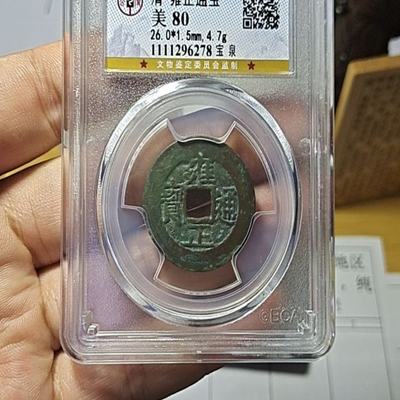 清 雍正通宝
美 80
26.0*1.5mm,4.7g
1111296278 宝泉
★ 文物鉴定委员会监制 ★
雍正通寶
©BGA